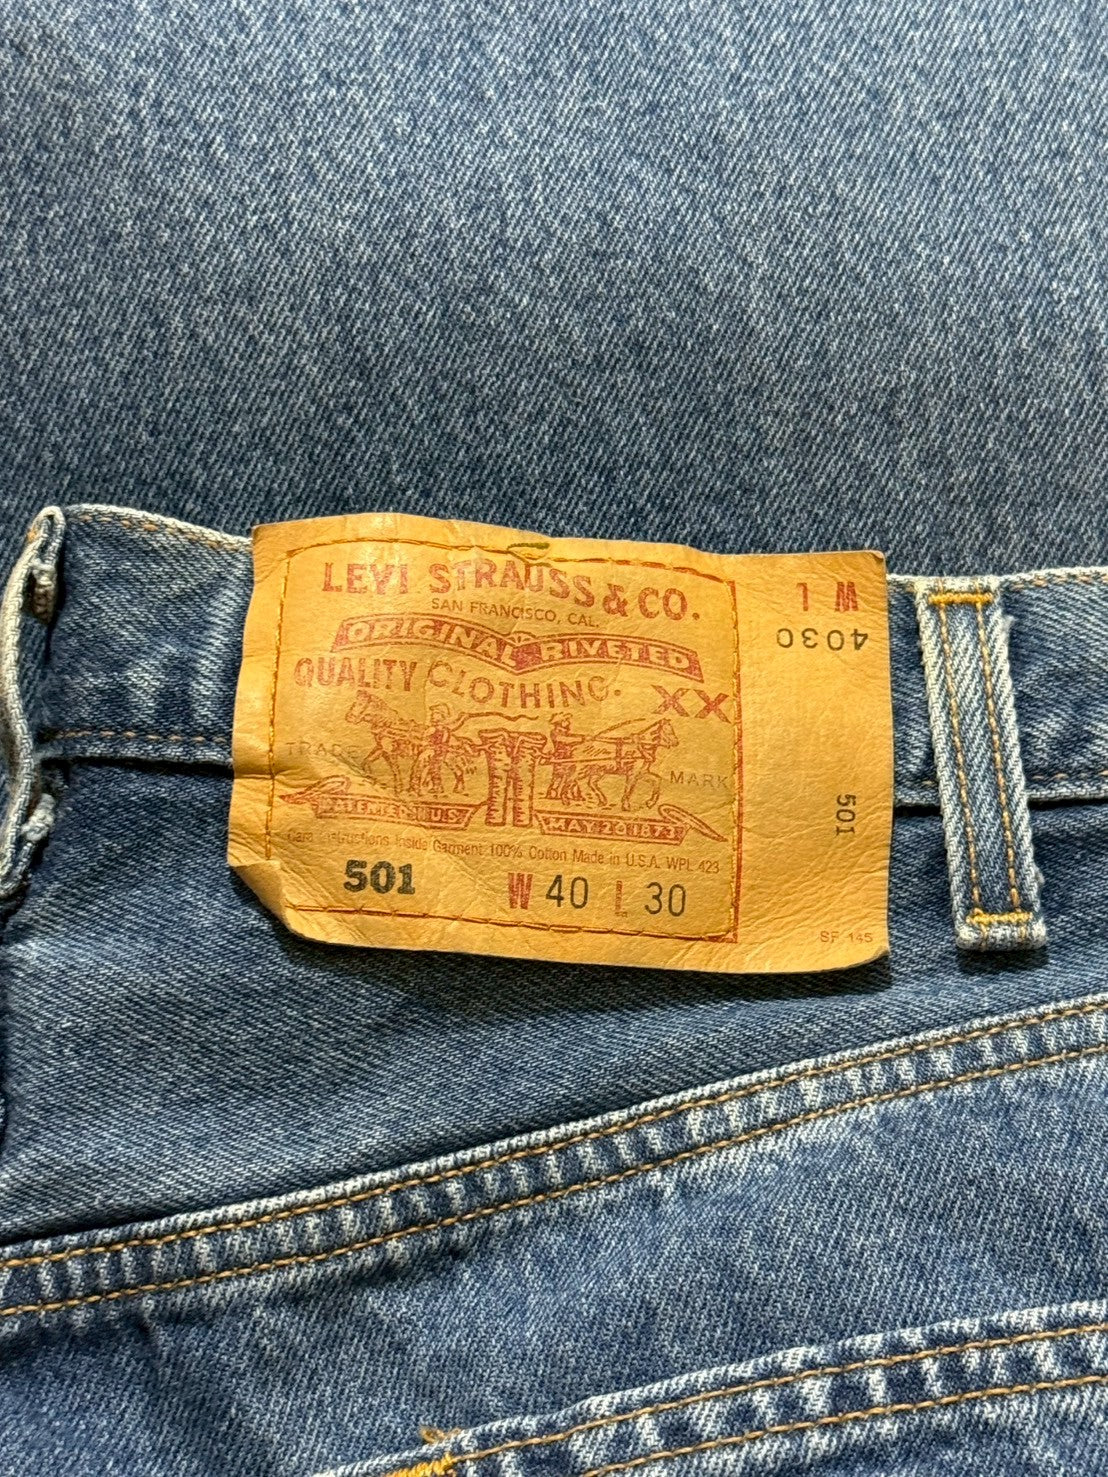 LEVI STRAUSS & CO.
SAN FRANCISCO, CAL.
ORIGINAL RIVETED
QUALITY CLOTHING.
XX
TRADE MARK
PATENTED IN U.S. MAY 20 1873
Care Instructions Inside Garment 100% Cotton Made in U.S.A. WPL 423
501 W 40 L 30
1 M
4030
501
SF 145